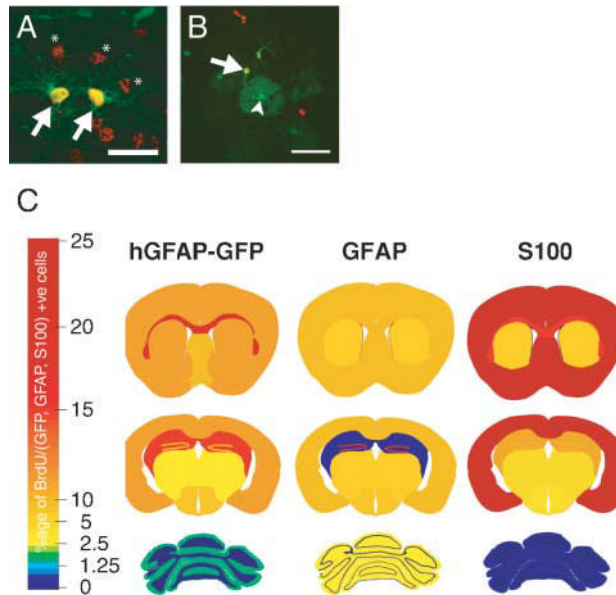 A
B
*
*
*
C
%cage of BrdU/(GFP, GFAP, S100) +ve cells
25
20
15
10
5
2.5
1.25
0
hGFAP-GFP
GFAP
S100